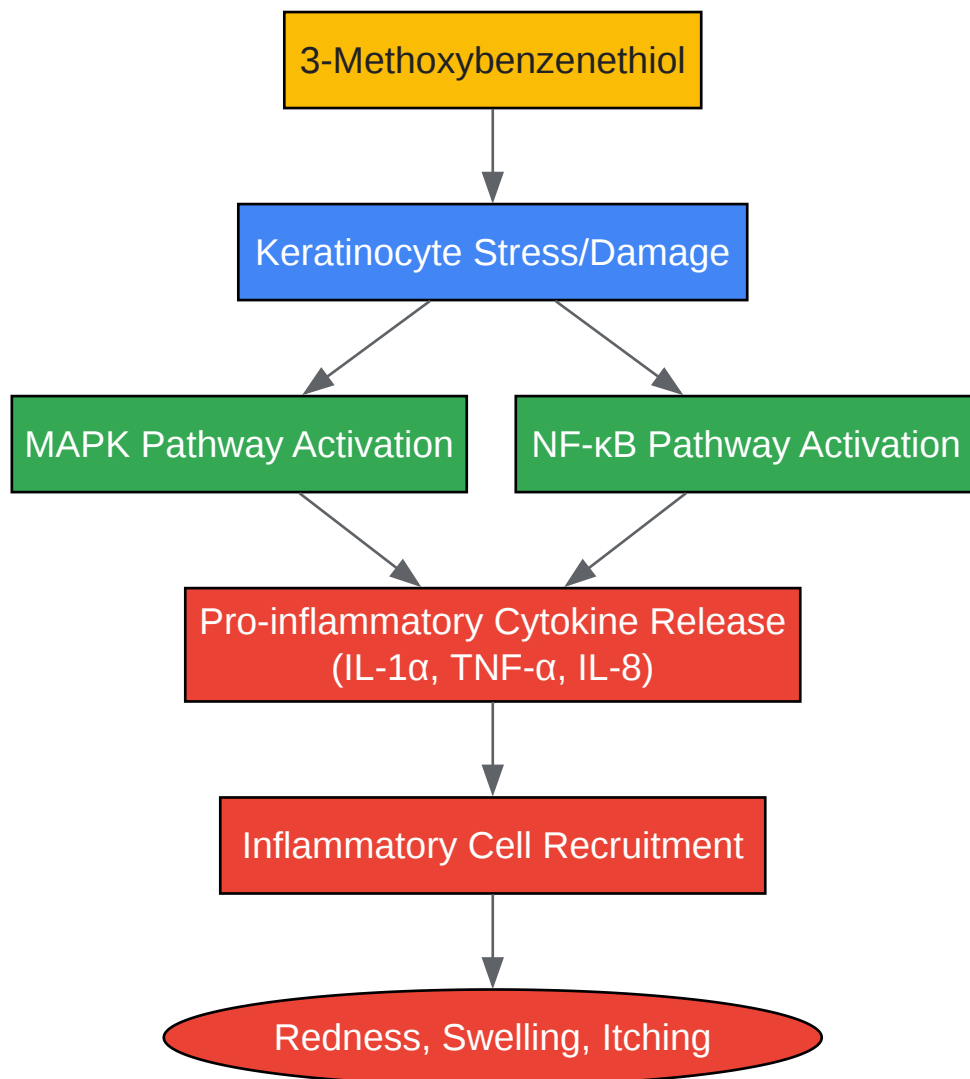 3-Methoxybenzenethiol
Keratinocyte Stress/Damage
MAPK Pathway Activation
NF-κB Pathway Activation
Pro-inflammatory Cytokine Release
(IL-1α, TNF-α, IL-8)
Inflammatory Cell Recruitment
Redness, Swelling, Itching